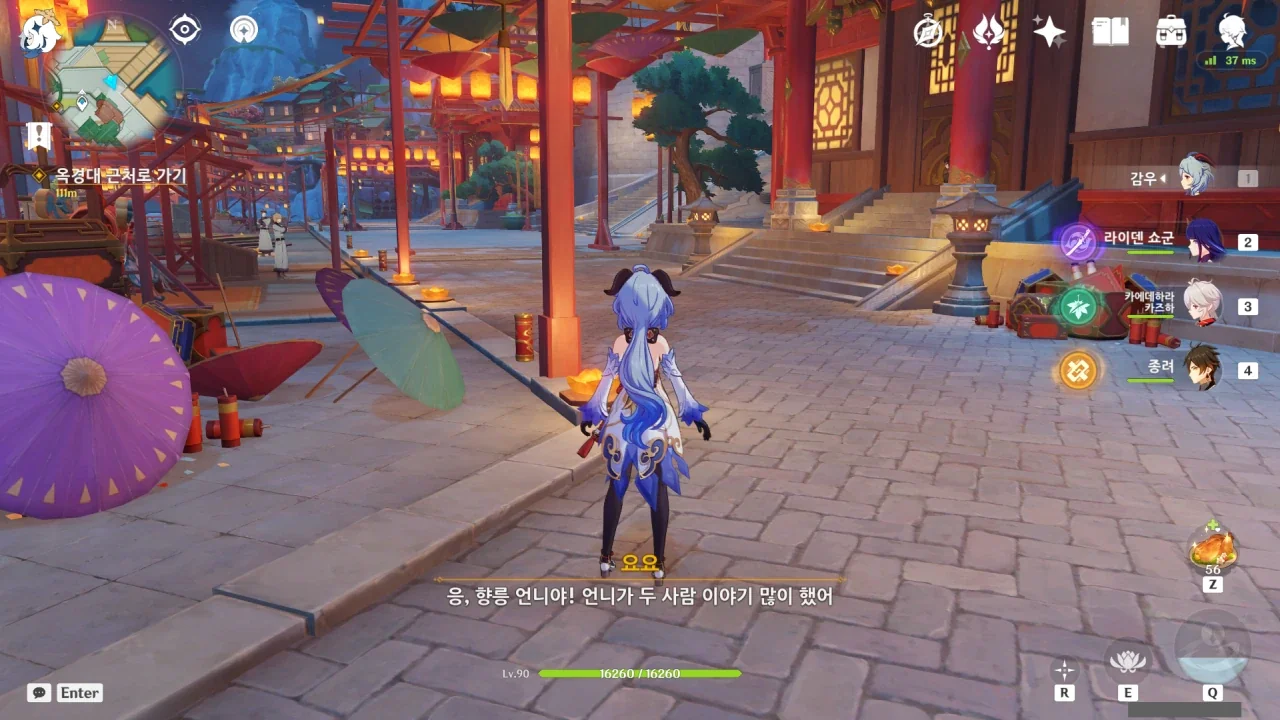 N
37 ms
옥경대 근처로 가기
111m
감우
1
라이덴 쇼군
2
카에데하라
카즈하
3
종려
4
요요
응, 향릉 언니야! 언니가 두 사람 이야기 많이 했어
56
Z
Lv.90
16260 / 16260
Enter
R
E
Q